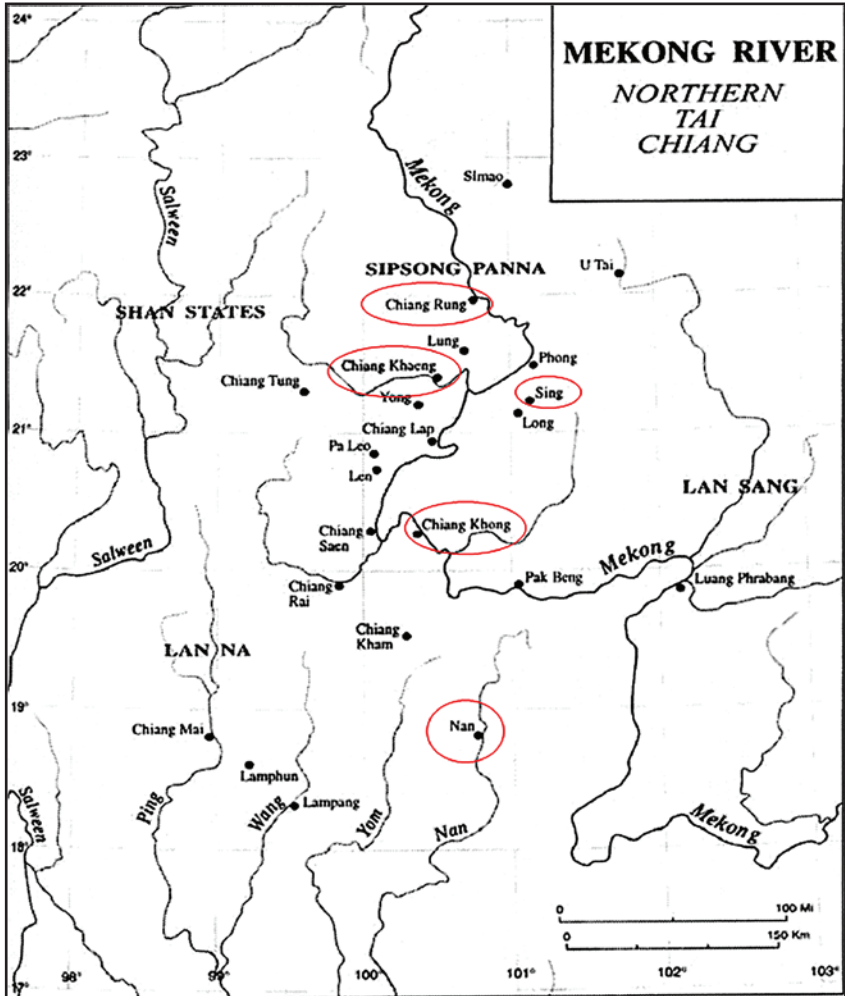 24°
MEKONG RIVER
NORTHERN
TAI
CHIANG
23°
Mekong
Simao
Salween
SIPSONG PANNA
U Tai
22°
Chiang Rung
SHAN STATES
Lung
Phong
Chiang Khaeng
Chiang Tung
Sing
Yong
Long
21°
Chiang Lap
Pa Leo
Len
LAN SANG
Chiang
Saen
Chiang Khong
Salween
Mekong
20°
Chiang
Rai
Pak Beng
Luang Phrabang
Chiang
Kham
LAN NA
19°
Chiang Mai
Nan
Lamphun
Salween
Ping
Wang
Lampang
Yom
Nan
Mekong
18°
0 100 Mi
0 150 Km
17°
98° 99° 100 101° 102° 103°